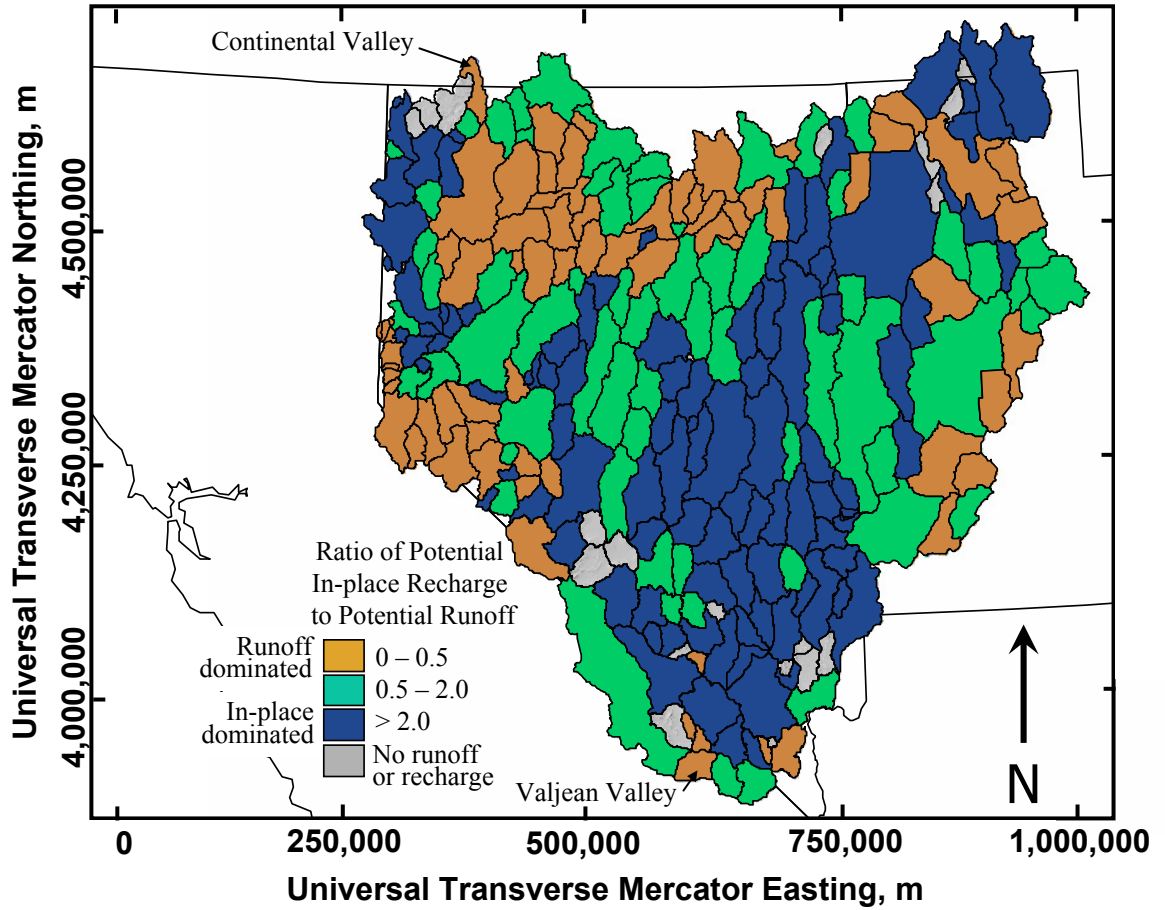 Continental Valley
Universal Transverse Mercator Northing, m
4,500,000
4,250,000
4,000,000
Ratio of Potential
In-place Recharge
to Potential Runoff
Runoff
dominated
0 – 0.5
0.5 – 2.0
In-place
dominated
> 2.0
No runoff
or recharge
Valjean Valley
N
0
250,000
500,000
750,000
1,000,000
Universal Transverse Mercator Easting, m